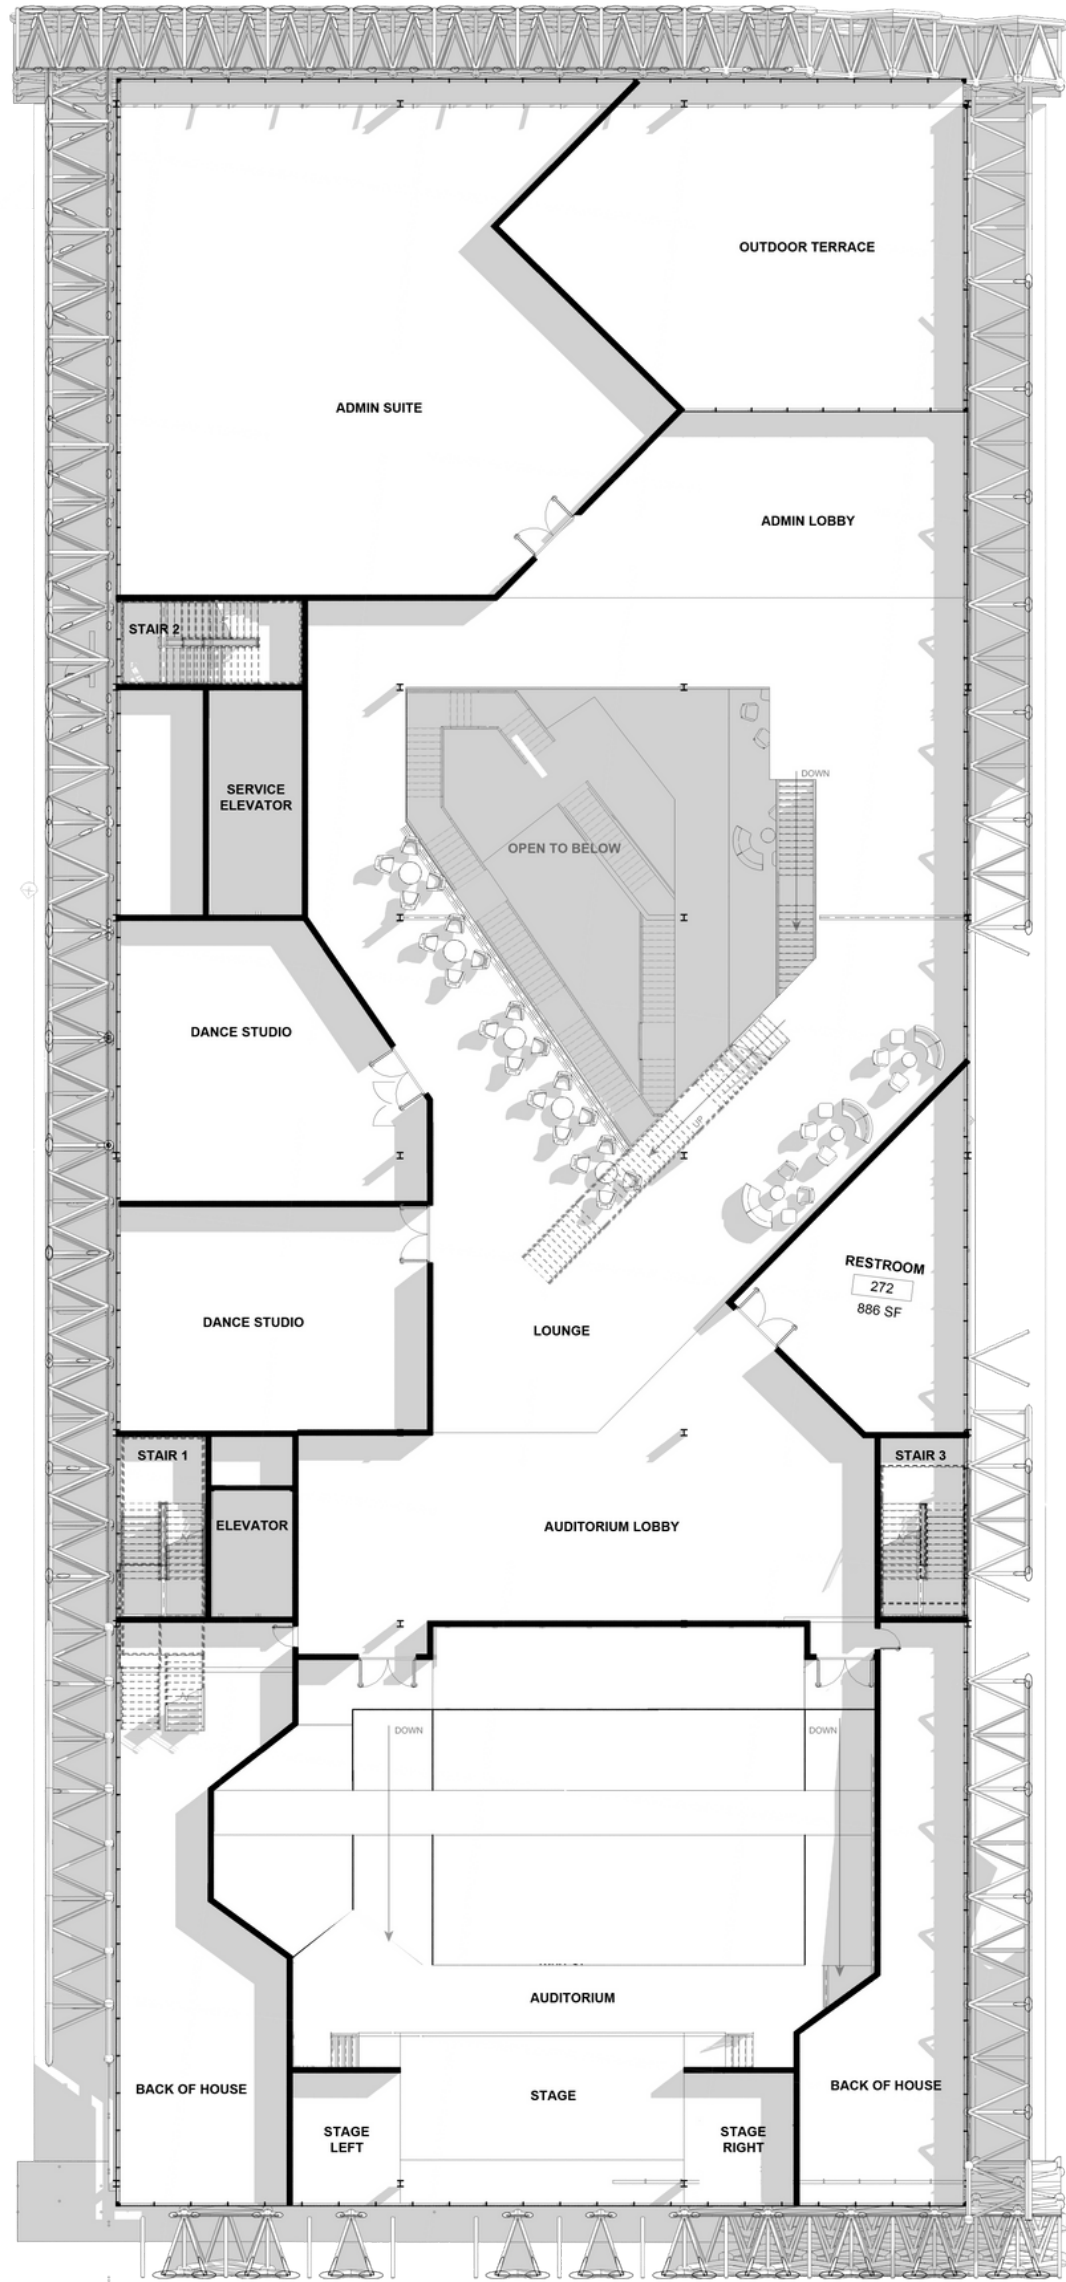 OUTDOOR TERRACE
ADMIN SUITE
ADMIN LOBBY
STAIR 2
DOWN
SERVICE
ELEVATOR
OPEN TO BELOW
DANCE STUDIO
UP
RESTROOM
272
886 SF
DANCE STUDIO
LOUNGE
STAIR 1
STAIR 3
ELEVATOR
AUDITORIUM LOBBY
DOWN
DOWN
AUDITORIUM
BACK OF HOUSE
BACK OF HOUSE
STAGE
STAGE
LEFT
STAGE
RIGHT